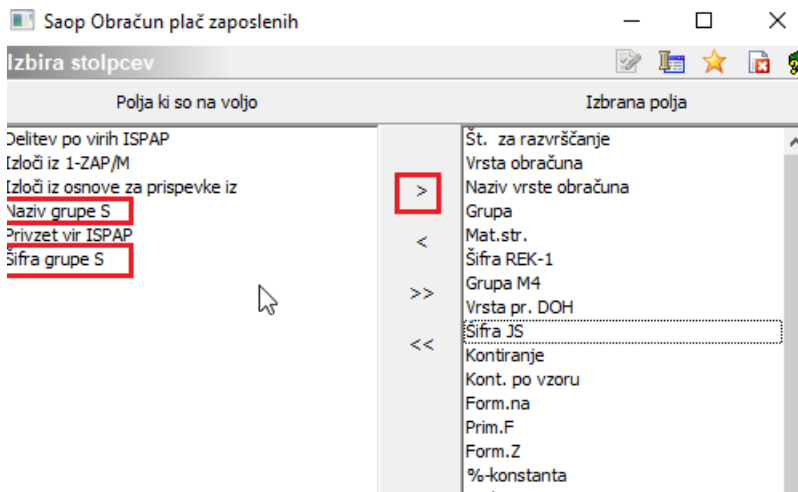 Saop Obračun plač zaposlenih
Izbira stolpcev
Polja ki so na voljo
Izbrana polja
Delitev po virih ISPAP
Izloči iz 1-ZAP/M
Izloči iz osnove za prispevke iz
Naziv grupe S
Privzet vir ISPAP
Šifra grupe S
>
<
>>
<<
Št. za razvrščanje
Vrsta obračuna
Naziv vrste obračuna
Grupa
Mat.str.
Šifra REK-1
Grupa M4
Vrsta pr. DOH
Šifra JS
Kontiranje
Kont. po vzoru
Form.na
Prim.F
Form.Z
%-konstanta